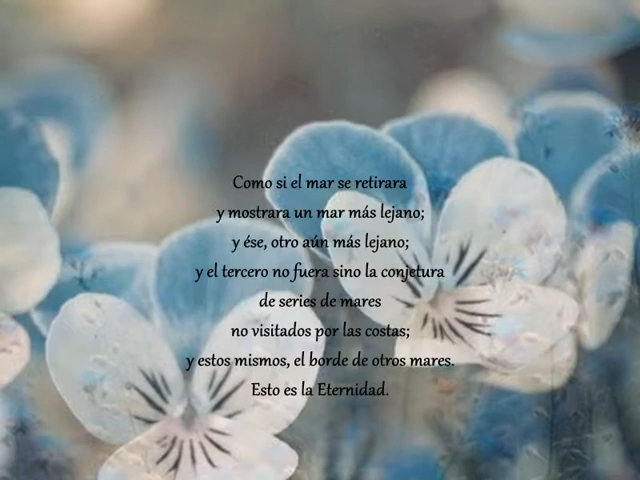 Como si el mar se retirara
y mostrara un mar más lejano;
y ése, otro aún más lejano;
y el tercero no fuera sino la conjetura
de series de mares
no visitados por las costas;
y estos mismos, el borde de otros mares.
Esto es la Eternidad.